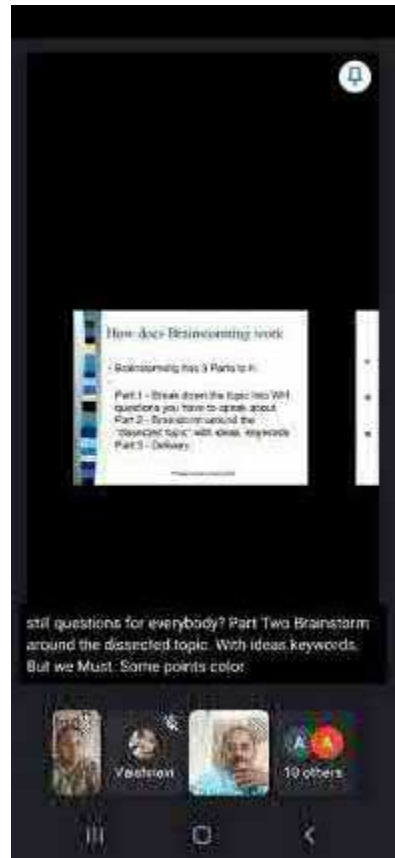 How does Brainstorming work
- Brainstorming has 3 Parts to it:
Part 1 - Break down the topic into WH
questions you have to speak about
Part 2 - Brainstorm around the
"dissected topic" with ideas, keywords
Part 3 - Delivery
still questions for everybody? Part Two Brainstorm
around the dissected topic. With ideas.keywords.
But we Must. Some points color
A A
Vaishnavi
10 others